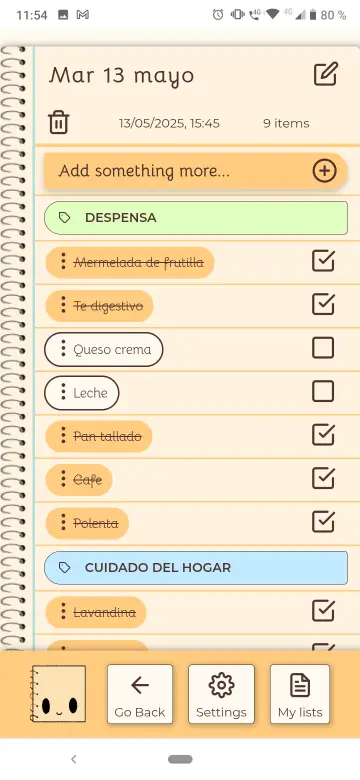 11:54
4G
4G
80 %
Mar 13 mayo
13/05/2025, 15:45
9 items
Add something more...
DESPENSA
Mermelada de frutilla
Te digestivo
Queso crema
Leche
Pan tallado
Cafe
Polenta
CUIDADO DEL HOGAR
Lavandina
Go Back
Settings
My lists